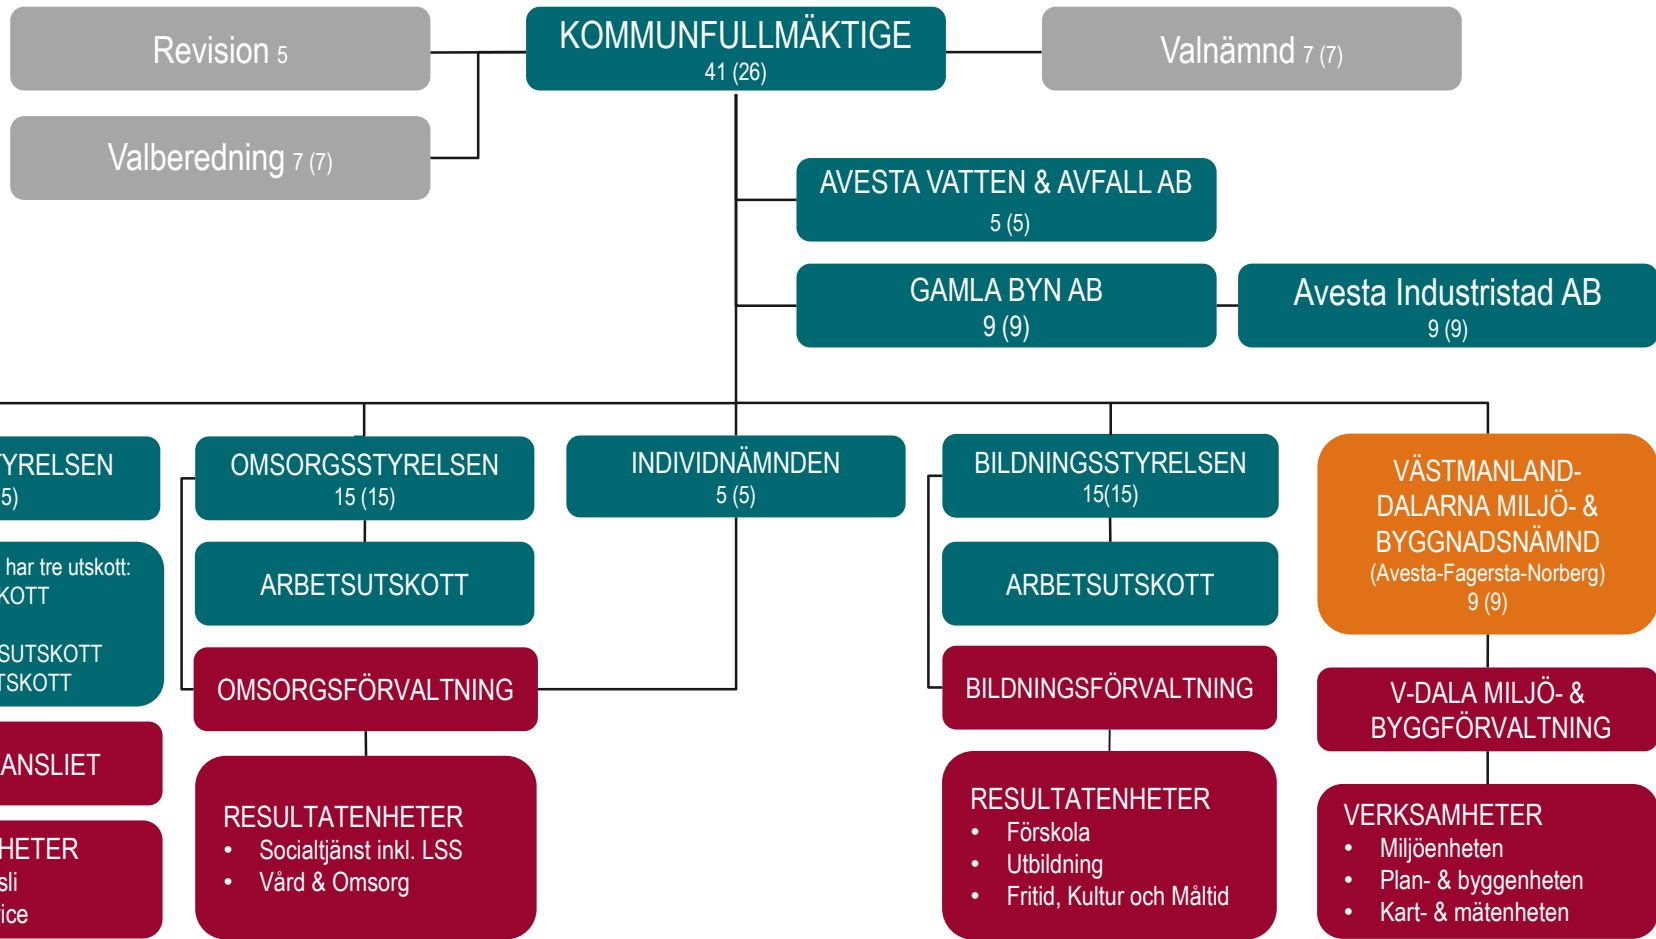 Revision 5
KOMMUNFULLMÄKTIGE
41 (26)
Valnämnd 7 (7)
Valberedning 7 (7)
AVESTA VATTEN & AVFALL AB
5 (5)
GAMLA BYN AB
9 (9)
Avesta Industristad AB
9 (9)
TYRELSEN
5)
har tre utskott:
KOTT
SUTSKOTT
TSKOTT
ANSLIET
HETER
sli
ice
OMSORGSSTYRELSEN
15 (15)
ARBETSUTSKOTT
OMSORGSFÖRVALTNING
RESULTATENHETER
• Socialtjänst inkl. LSS
• Vård & Omsorg
INDIVIDNÄMNDEN
5 (5)
BILDNINGSSTYRELSEN
15(15)
ARBETSUTSKOTT
BILDNINGSFÖRVALTNING
RESULTATENHETER
• Förskola
• Utbildning
• Fritid, Kultur och Måltid
VÄSTMANLAND-
DALARNA MILJÖ- &
BYGGNADSNÄMND
(Avesta-Fagersta-Norberg)
9 (9)
V-DALA MILJÖ- &
BYGGFÖRVALTNING
VERKSAMHETER
• Miljöenheten
• Plan- & byggenheten
• Kart- & mätenheten